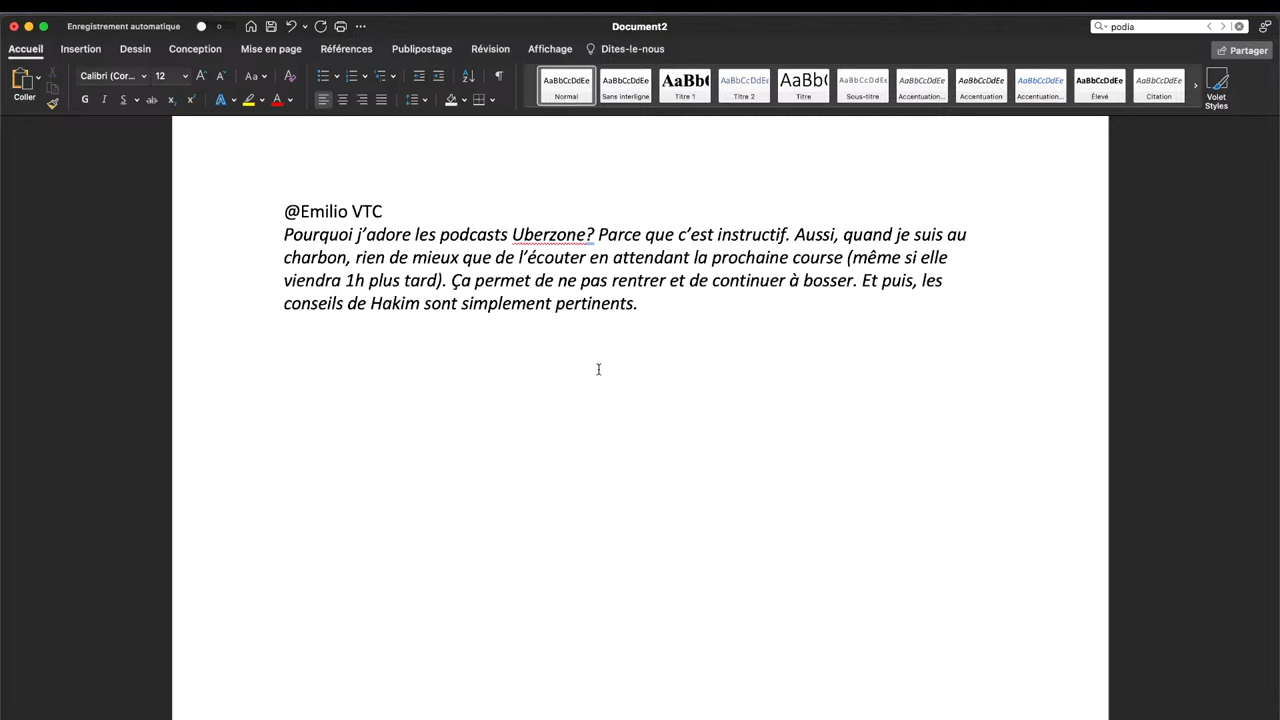 Enregistrement automatique
Document2
podia
Accueil
Insertion
Dessin
Conception
Mise en page
Références
Publipostage
Révision
Affichage
Dites-le-nous
Partager
Coller
Calibri (Cor...
12
Aa
G I S ab x₂ x²
AaBbCcDdEe
Normal
AaBbCcDdEe
Sans interligne
AaBb(
Titre 1
AaBbCcDdEe
Titre 2
AaBb(
Titre
AaBbCcDdEe
Sous-titre
AaBbCcDdEe
Accentuation...
AaBbCcDdEe
Accentuation
AaBbCcDdEe
Accentuation...
AaBbCcDdEe
Élevé
AaBbCcDdEe
Citation
Volet
Styles
@Emilio VTC
Pourquoi j’adore les podcasts Uberzone? Parce que c’est instructif. Aussi, quand je suis au
charbon, rien de mieux que de l’écouter en attendant la prochaine course (même si elle
viendra 1h plus tard). Ça permet de ne pas rentrer et de continuer à bosser. Et puis, les
conseils de Hakim sont simplement pertinents.